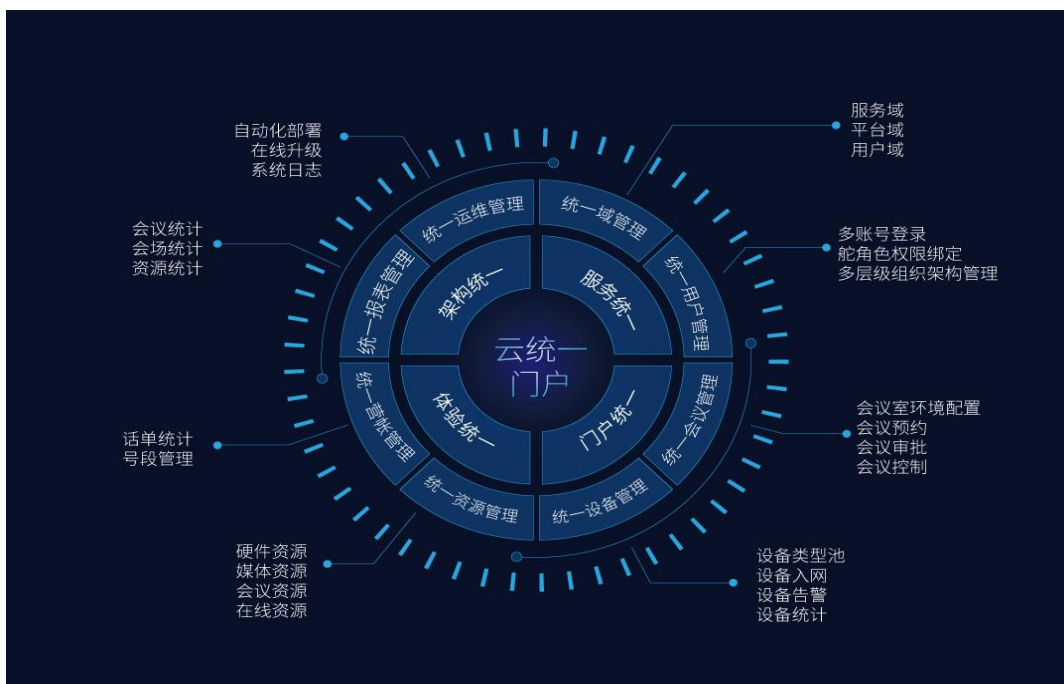 自动化部署
在线升级
系统日志
服务域
平台域
用户域
会议统计
会场统计
资源统计
多账号登录
舵角色权限绑定
多层级组织架构管理
统一运维管理
统一域管理
统一报表管理
统一用户管理
架构统一
服务统一
云统一
门户
体验统一
门户统一
统一营帐管理
统一会议管理
统一资源管理
统一设备管理
话单统计
号段管理
会议室环境配置
会议预约
会议审批
会议控制
硬件资源
媒体资源
会议资源
在线资源
设备类型池
设备入网
设备告警
设备统计